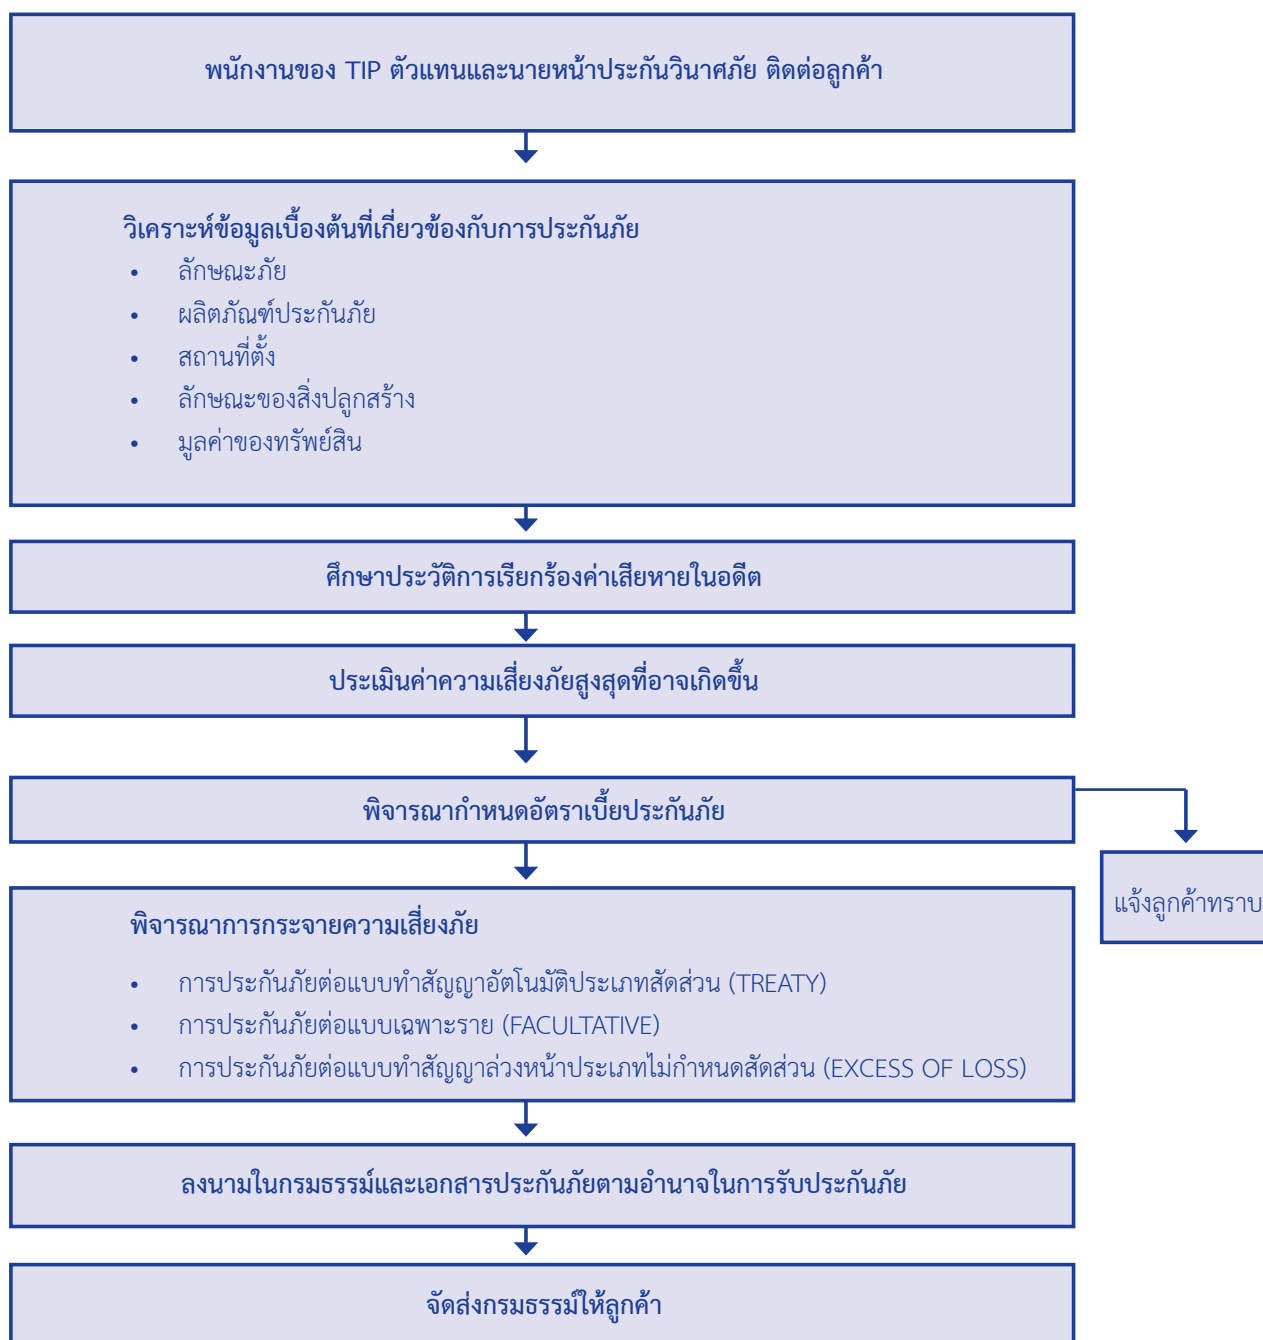 พนักงานของ TIP ตัวแทนและนายหน้าประกันวินาศภัย ติดต่อลูกค้า
วิเคราะห์ข้อมูลเบื้องต้นที่เกี่ยวข้องกับการประกันภัย
• ลักษณะภัย
• ผลิตภัณฑ์ประกันภัย
• สถานที่ตั้ง
• ลักษณะของสิ่งปลูกสร้าง
• มูลค่าของทรัพย์สิน
ศึกษาประวัติการเรียกร้องค่าเสียหายในอดีต
ประเมินค่าความเสี่ยงภัยสูงสุดที่อาจเกิดขึ้น
พิจารณากำหนดอัตราเบี้ยประกันภัย
แจ้งลูกค้าทราบ
พิจารณาการกระจายความเสี่ยงภัย
• การประกันภัยต่อแบบทำสัญญาอัตโนมัติประเภทสัดส่วน (TREATY)
• การประกันภัยต่อแบบเฉพาะราย (FACULTATIVE)
• การประกันภัยต่อแบบทำสัญญาล่วงหน้าประเภทไม่กำหนดสัดส่วน (EXCESS OF LOSS)
ลงนามในกรมธรรม์และเอกสารประกันภัยตามอำนาจในการรับประกันภัย
จัดส่งกรมธรรม์ให้ลูกค้า